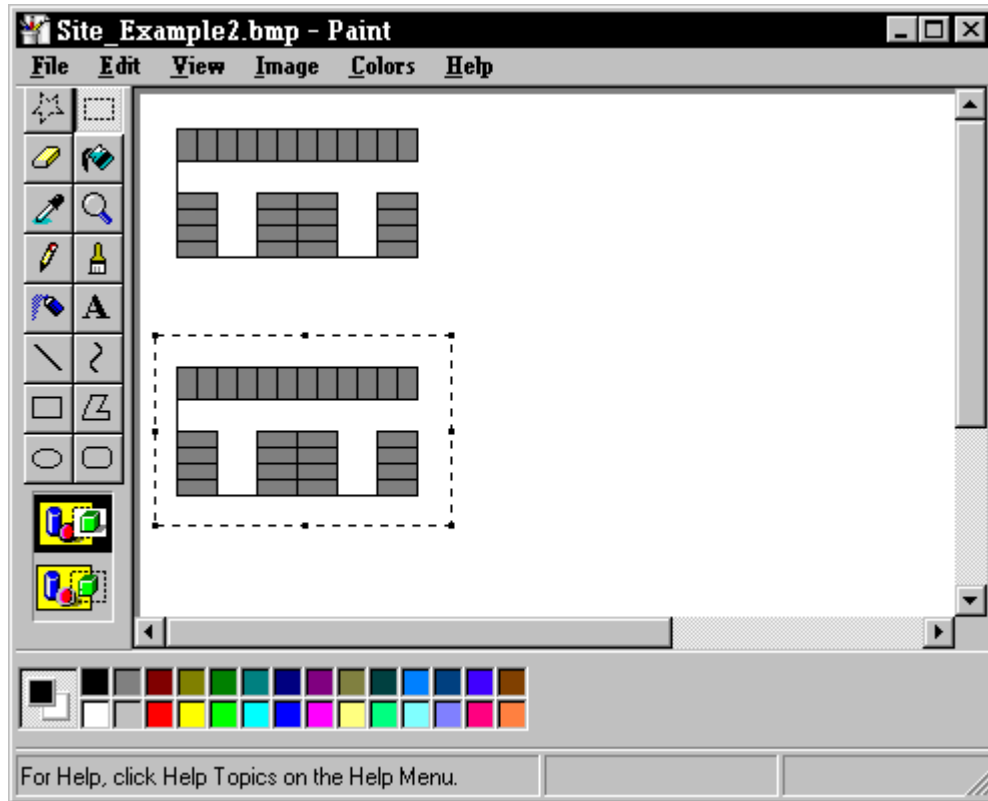 Site_Example2.bmp - Paint
File Edit View Image Colors Help
A
For Help, click Help Topics on the Help Menu.